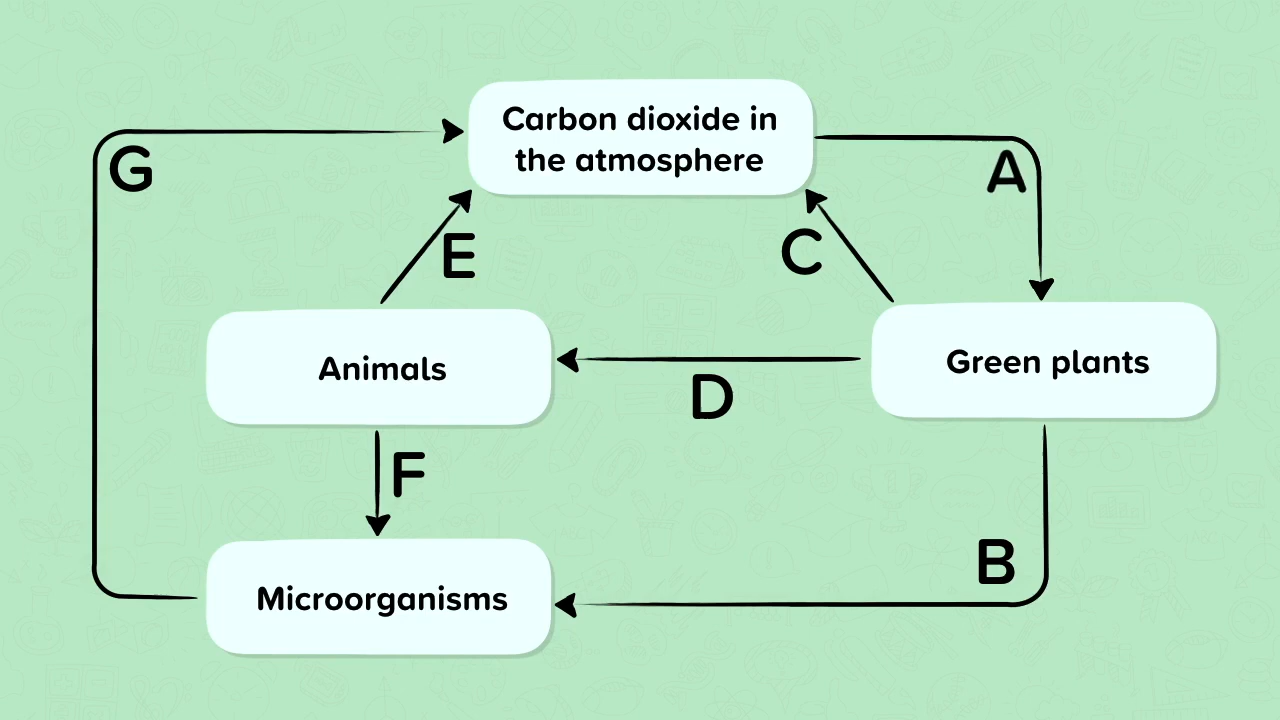 Carbon dioxide in
the atmosphere
G
A
E
C
Animals
Green plants
D
F
B
Microorganisms